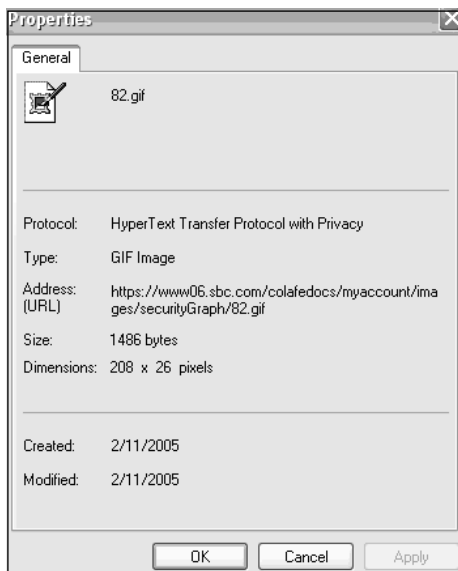 Properties
General
82.gif
Protocol: HyperText Transfer Protocol with Privacy
Type: GIF Image
Address: https://www06.sbc.com/colafedocs/myaccount/ima
(URL) ges/securityGraph/82.gif
Size: 1486 bytes
Dimensions: 208 x 26 pixels
Created: 2/11/2005
Modified: 2/11/2005
OK Cancel Apply